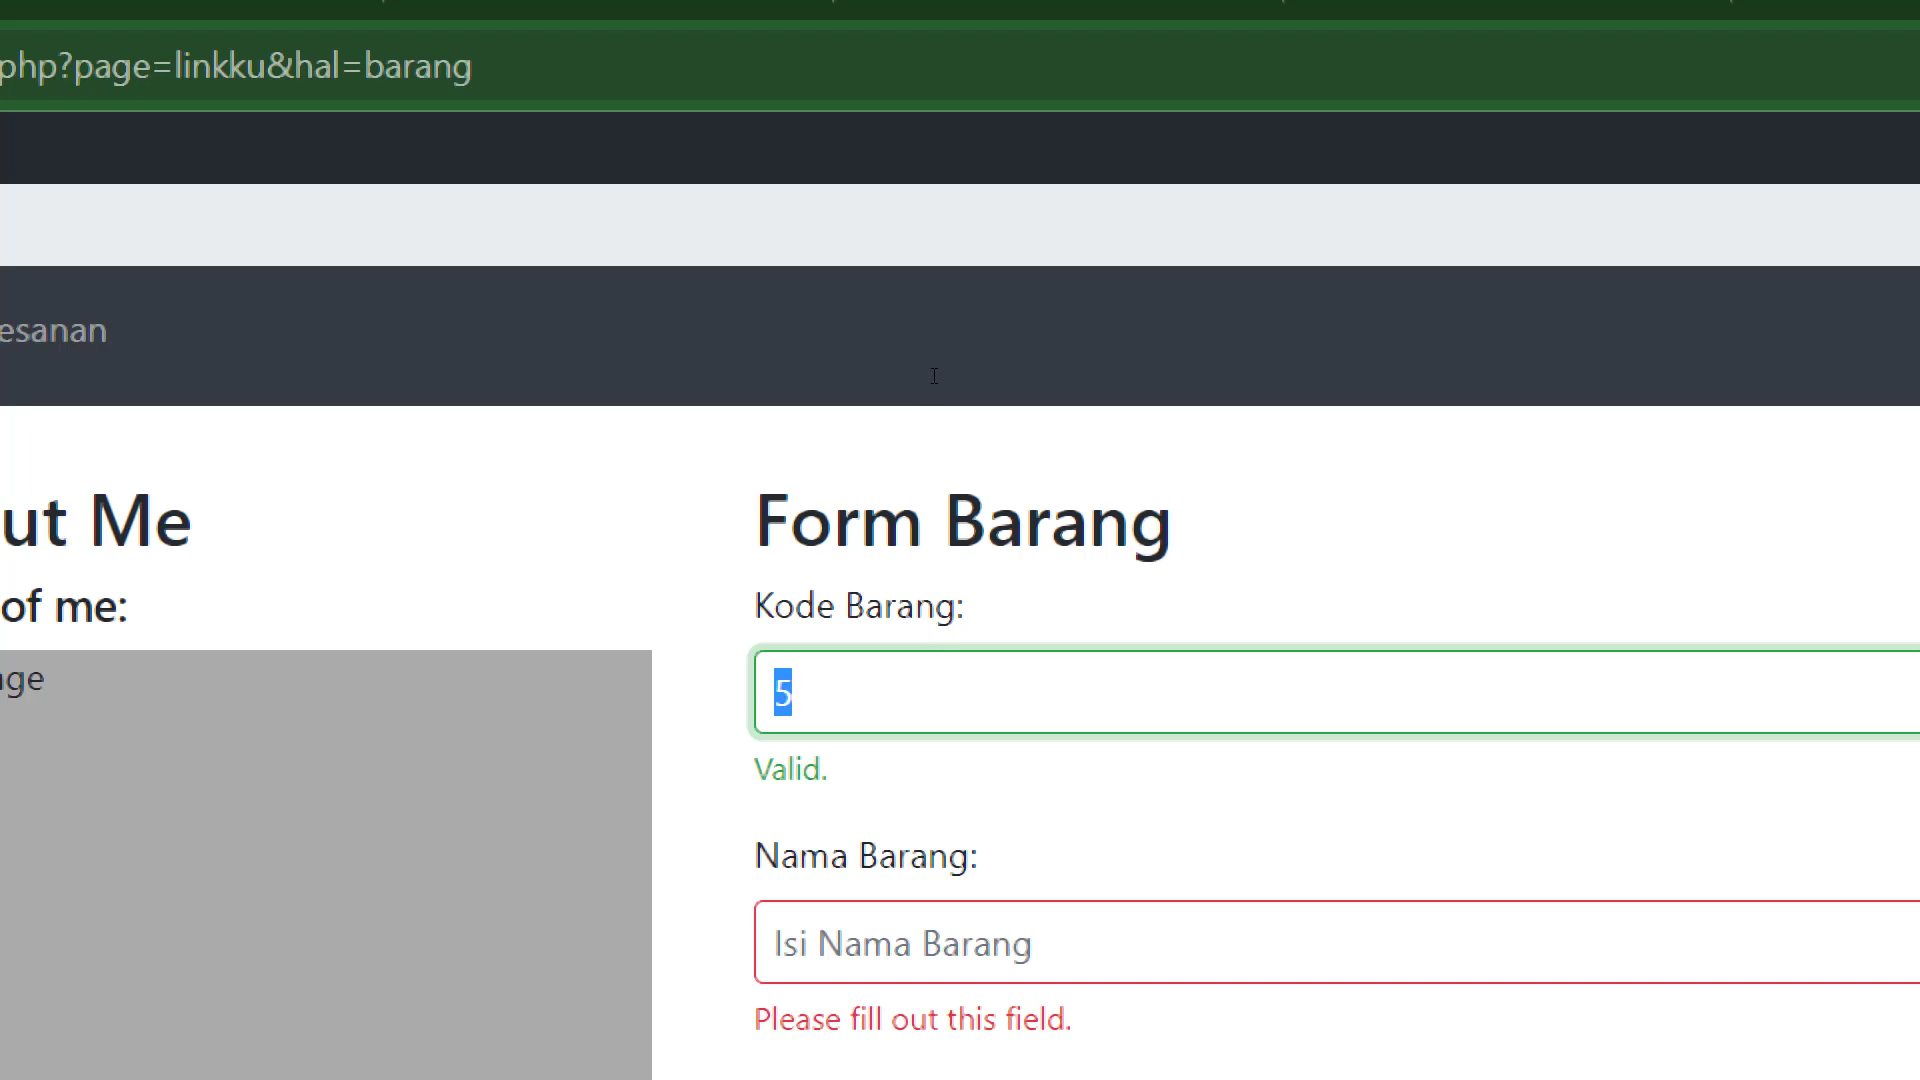 php?page=linkku&hal=barang
esanan
ut Me
of me:
age
Form Barang
Kode Barang:
5
Valid.
Nama Barang:
Isi Nama Barang
Please fill out this field.